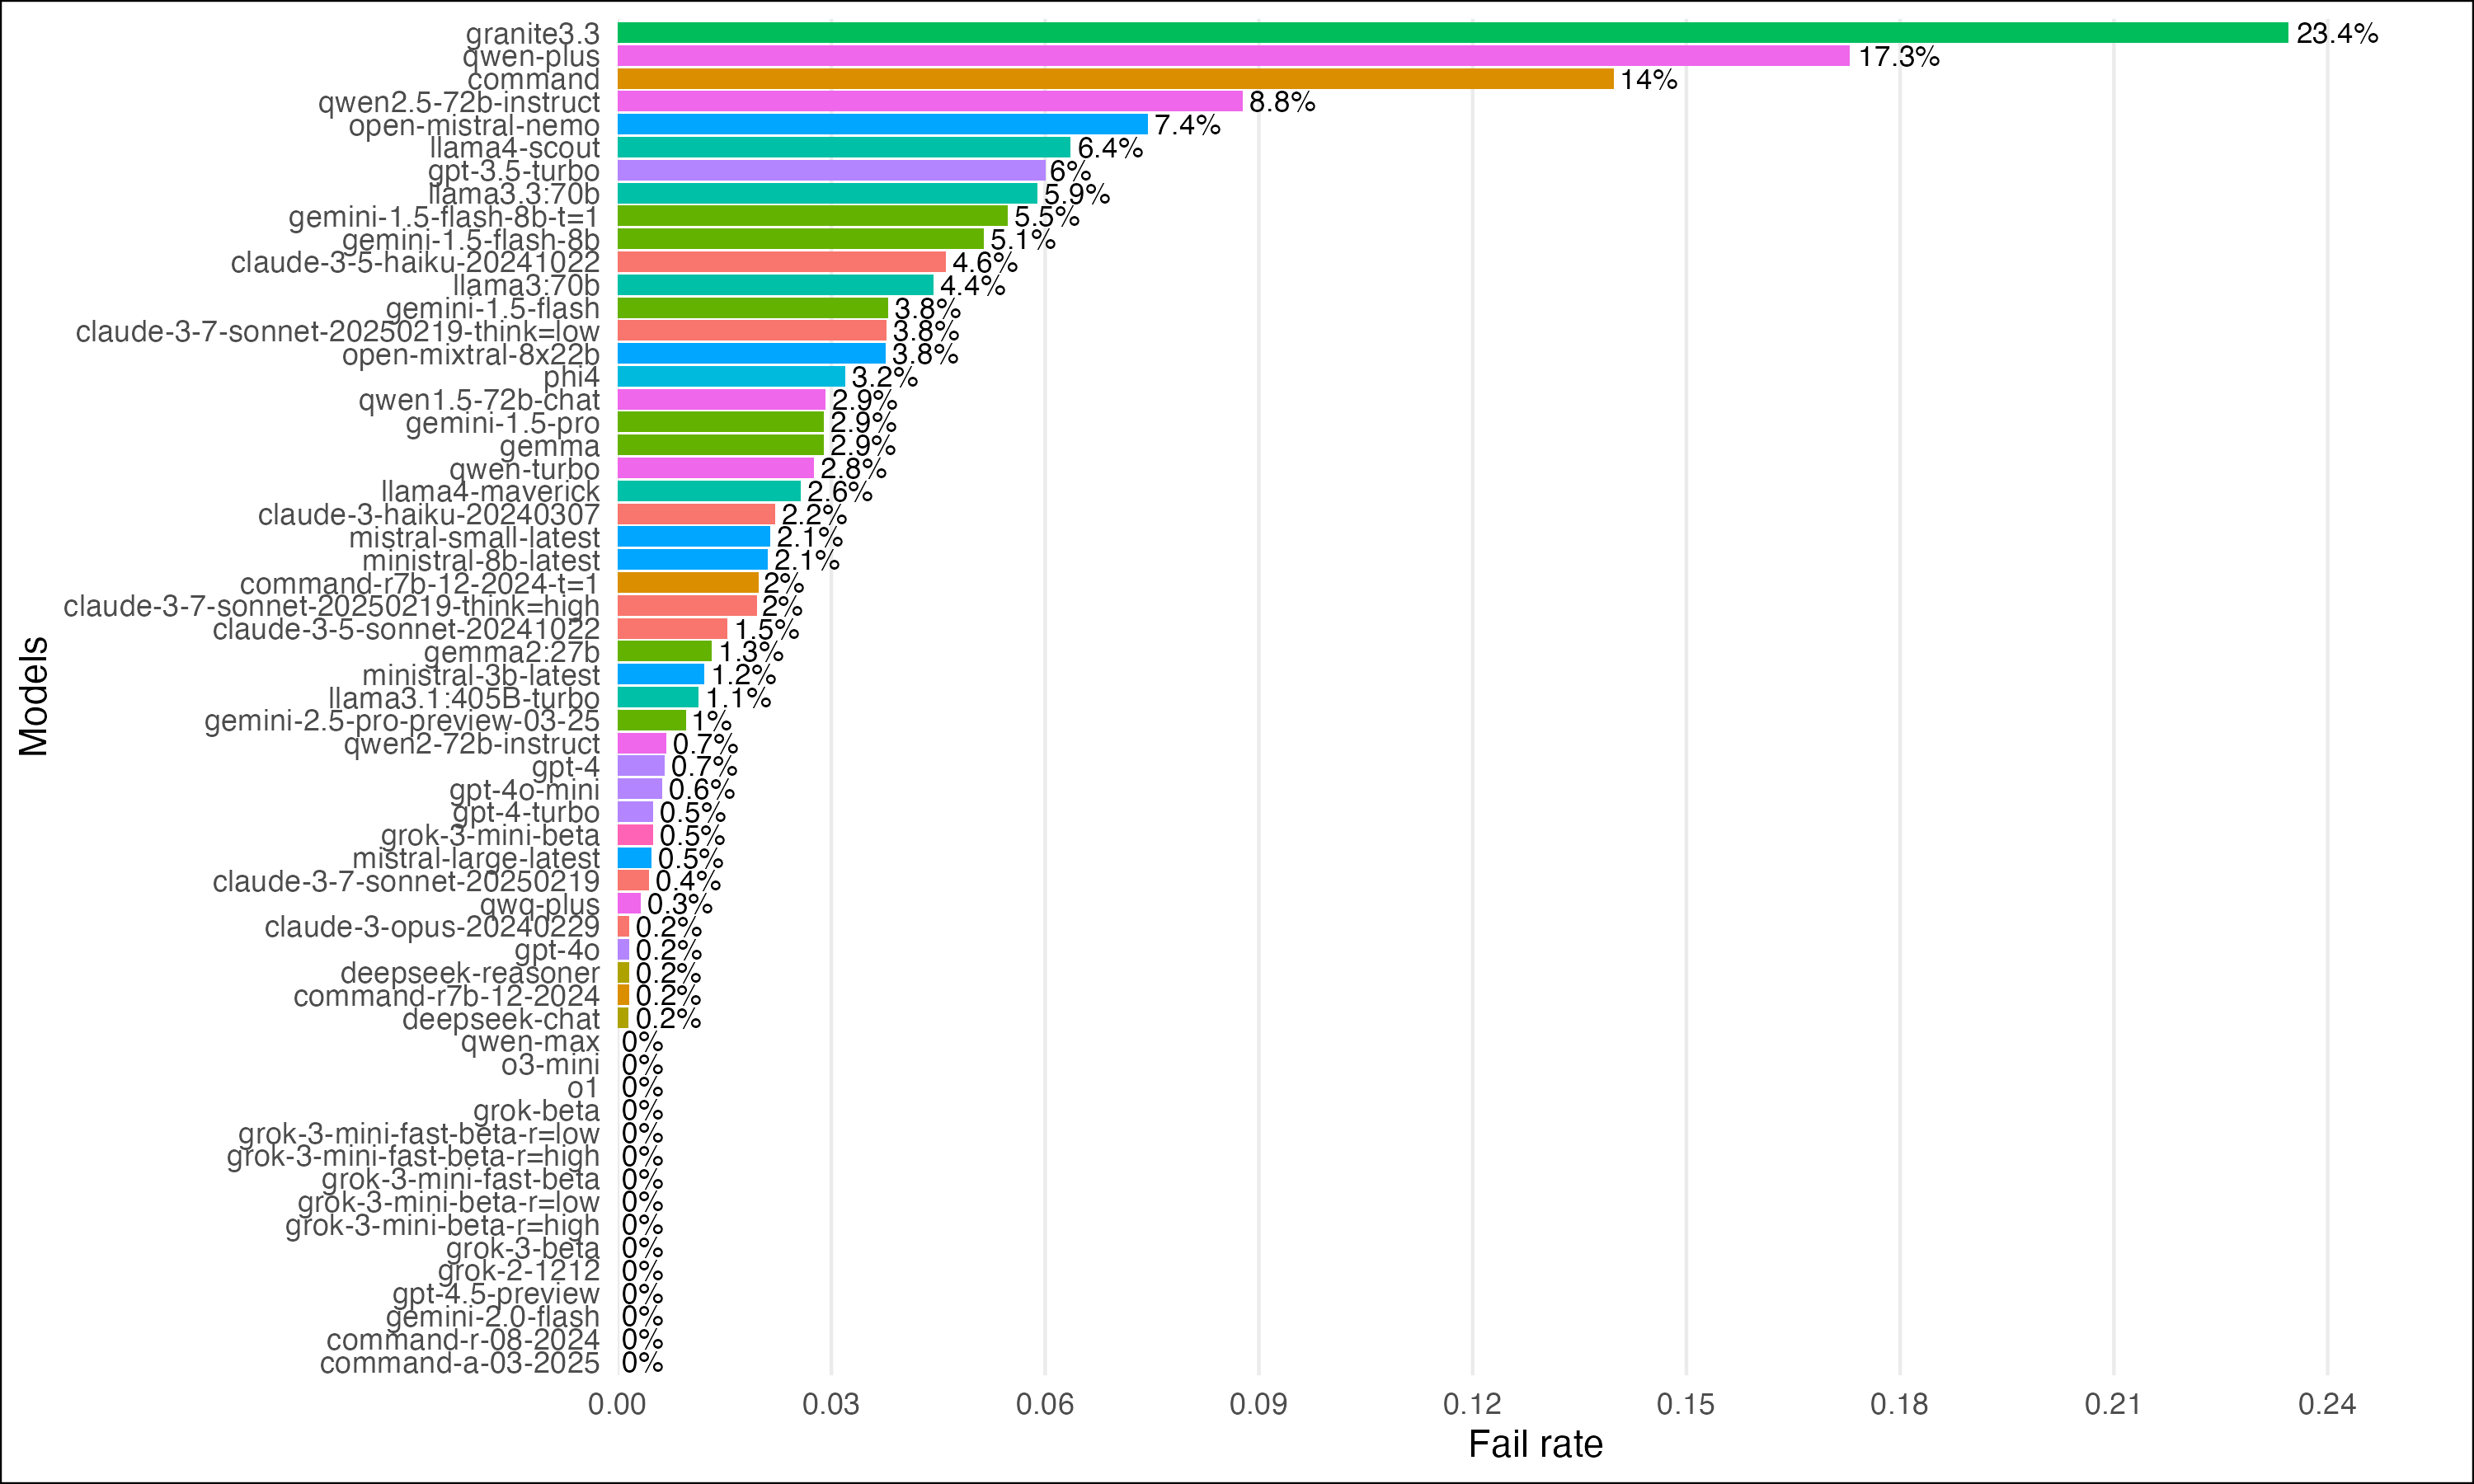 granite3.3 23.4%
qwen-plus 17.3%
command 14%
qwen2.5-72b-instruct 8.8%
open-mistral-nemo 7.4%
llama4-scout 6.4%
gpt-3.5-turbo 6%
llama3.3:70b 5.9%
gemini-1.5-flash-8b-t=1 5.5%
gemini-1.5-flash-8b 5.1%
claude-3-5-haiku-20241022 4.6%
llama3:70b 4.4%
gemini-1.5-flash 3.8%
claude-3-7-sonnet-20250219-think=low 3.8%
open-mixtral-8x22b 3.8%
phi4 3.2%
qwen1.5-72b-chat 2.9%
gemini-1.5-pro 2.9%
gemma 2.9%
qwen-turbo 2.8%
llama4-maverick 2.6%
claude-3-haiku-20240307 2.2%
mistral-small-latest 2.1%
ministral-8b-latest 2.1%
command-r7b-12-2024-t=1 2%
claude-3-7-sonnet-20250219-think=high 2%
claude-3-5-sonnet-20241022 1.5%
gemma2:27b 1.3%
ministral-3b-latest 1.2%
llama3.1:405B-turbo 1.1%
gemini-2.5-pro-preview-03-25 1%
qwen2-72b-instruct 0.7%
gpt-4 0.7%
gpt-4o-mini 0.6%
gpt-4-turbo 0.5%
grok-3-mini-beta 0.5%
mistral-large-latest 0.5%
claude-3-7-sonnet-20250219 0.4%
qwq-plus 0.3%
claude-3-opus-20240229 0.2%
gpt-4o 0.2%
deepseek-reasoner 0.2%
command-r7b-12-2024 0.2%
deepseek-chat 0.2%
qwen-max 0%
o3-mini 0%
o1 0%
grok-beta 0%
grok-3-mini-fast-beta-r=low 0%
grok-3-mini-fast-beta-r=high 0%
grok-3-mini-fast-beta 0%
grok-3-mini-beta-r=low 0%
grok-3-mini-beta-r=high 0%
grok-3-beta 0%
grok-2-1212 0%
gpt-4.5-preview 0%
gemini-2.0-flash 0%
command-r-08-2024 0%
command-a-03-2025 0%
Models
0.00 0.03 0.06 0.09 0.12 0.15 0.18 0.21 0.24
Fail rate